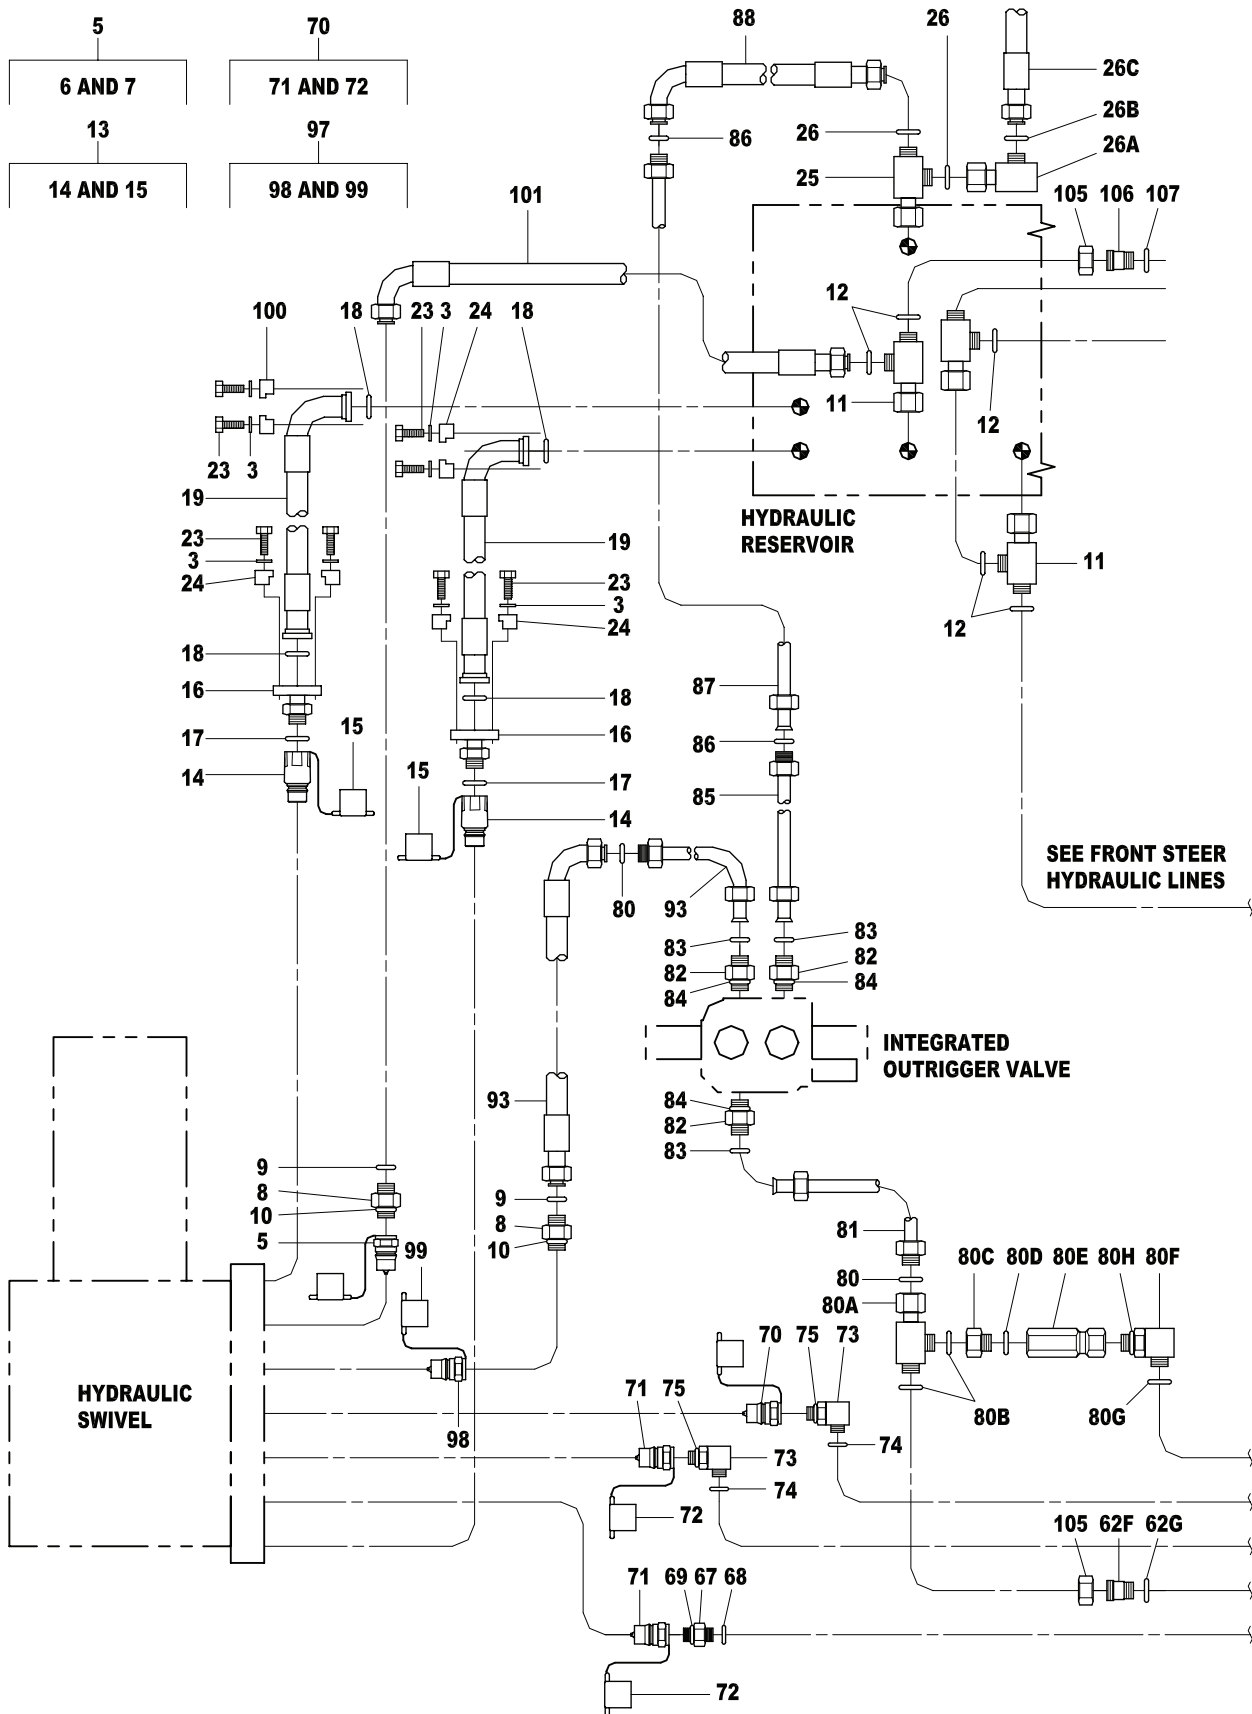 5
70
88
26
6 AND 7
71 AND 72
26C
26B
13
97
86
26
26A
14 AND 15
98 AND 99
25
101
105 106 107
100
18
23 3 24
18
12
11
12
23 3
19
HYDRAULIC
RESERVOIR
23
3
24
19
23
3
24
11
12
18
16
18
16
87
17
14
15
15
17
14
86
85
SEE FRONT STEER
HYDRAULIC LINES
80
93
83
82
84
83
82
84
INTEGRATED
OUTRIGGER VALVE
93
84
82
83
9
8
10
5
99
9
8
10
81
80
80A
80C 80D 80E 80H 80F
70 75 73
HYDRAULIC
SWIVEL
98
71 75
80B
80G
73
74
74
72
105 62F 62G
71 69 67 68
72